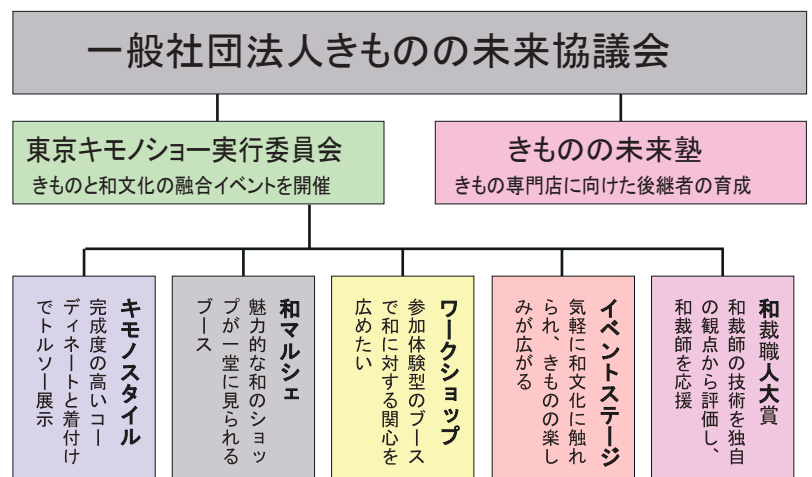 一般社団法人きものの未来協議会
東京キモノショー実行委員会
きものと和文化の融合イベントを開催
きものの未来塾
きもの専門店に向けた後継者の育成
キモノスタイル
完成度の高いコー
ディネートと着付け
でトルソー展示
和マルシェ
魅力的な和のショッ
プが一堂に見られる
ブース
ワークショップ
参加体験型のブース
で和に対する関心を
広めたい
イベントステージ
気軽に和文化に触れ
られ、きものの楽し
みが広がる
和裁職人大賞
和裁師の技術を独自
の観点から評価し、
和裁師を応援